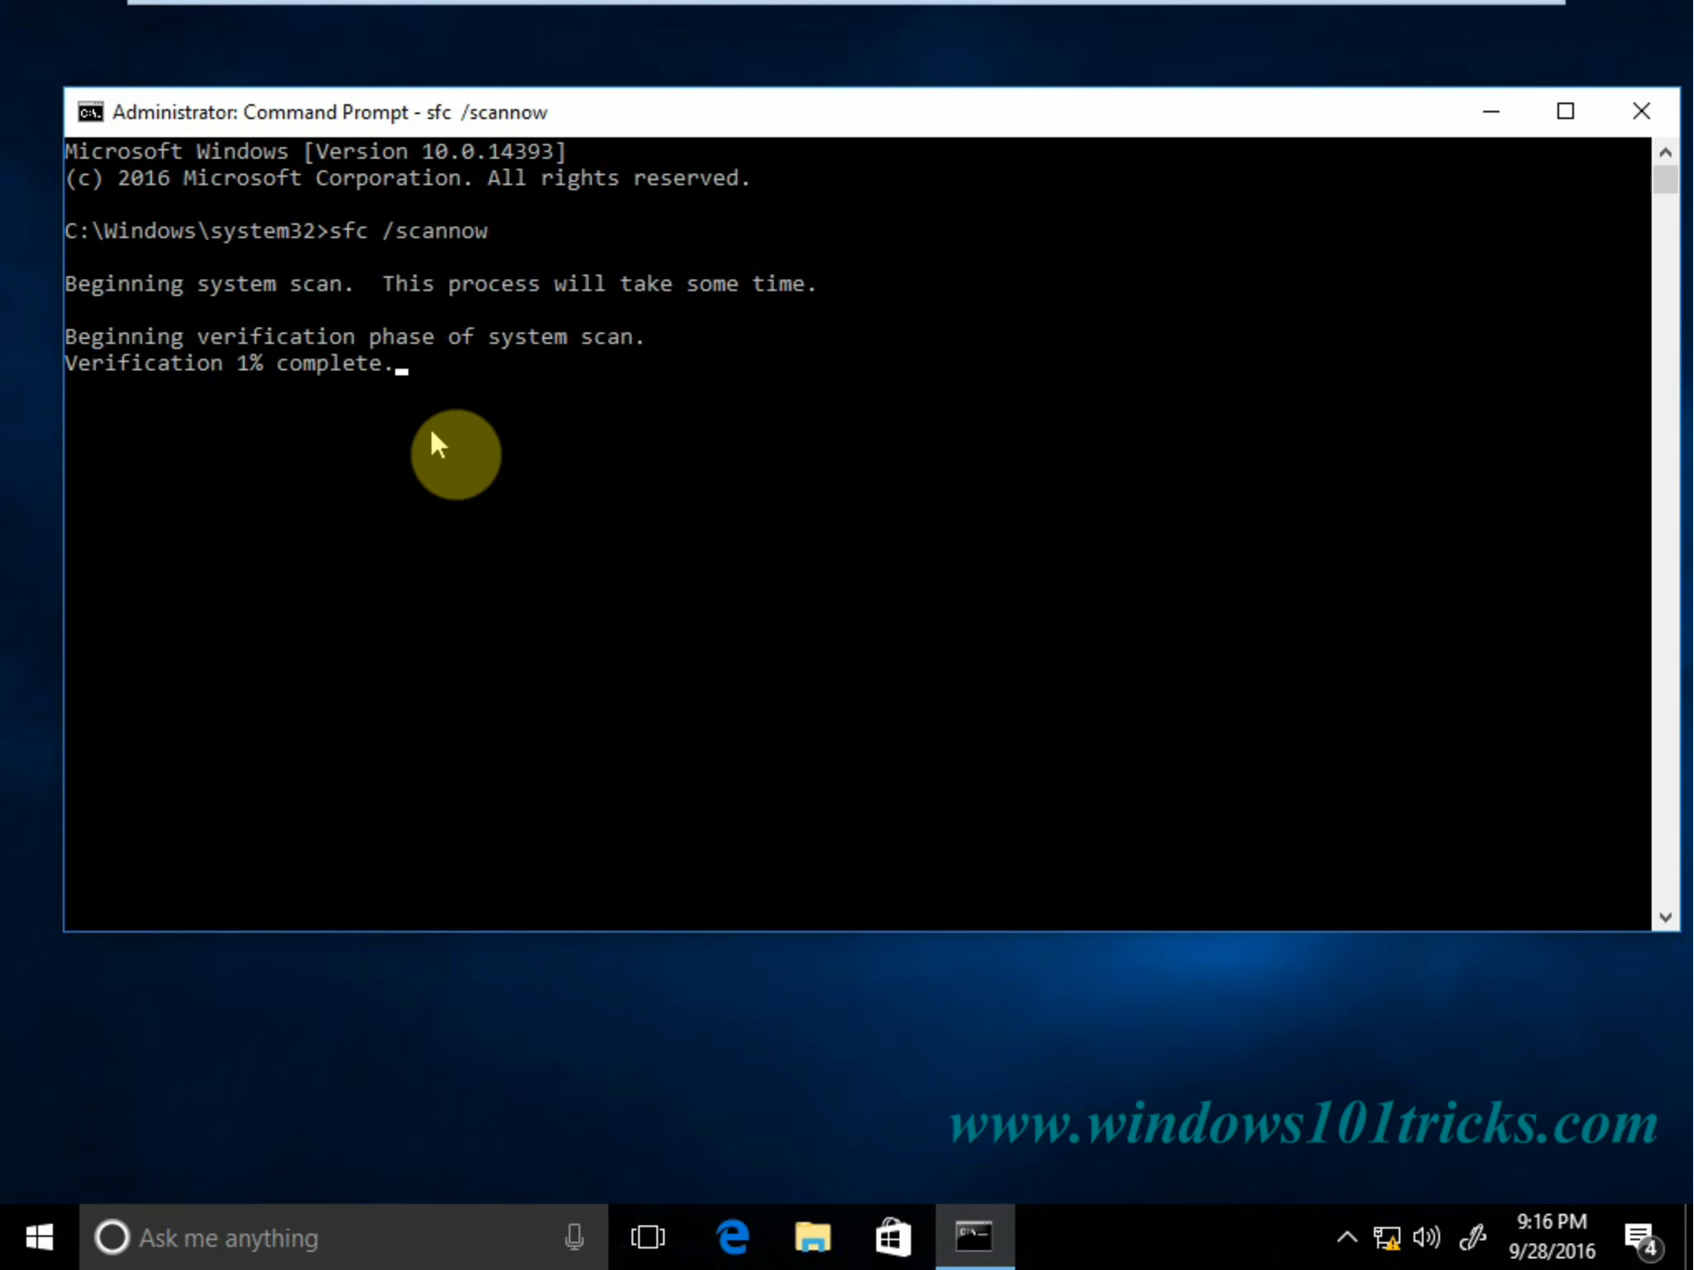 Administrator: Command Prompt - sfc  /scannow
Microsoft Windows [Version 10.0.14393]
(c) 2016 Microsoft Corporation. All rights reserved.
C:\Windows\system32>sfc /scannow
Beginning system scan.  This process will take some time.
Beginning verification phase of system scan.
Verification 1% complete.
www.windows101tricks.com
Ask me anything
9:16 PM
9/28/2016
4